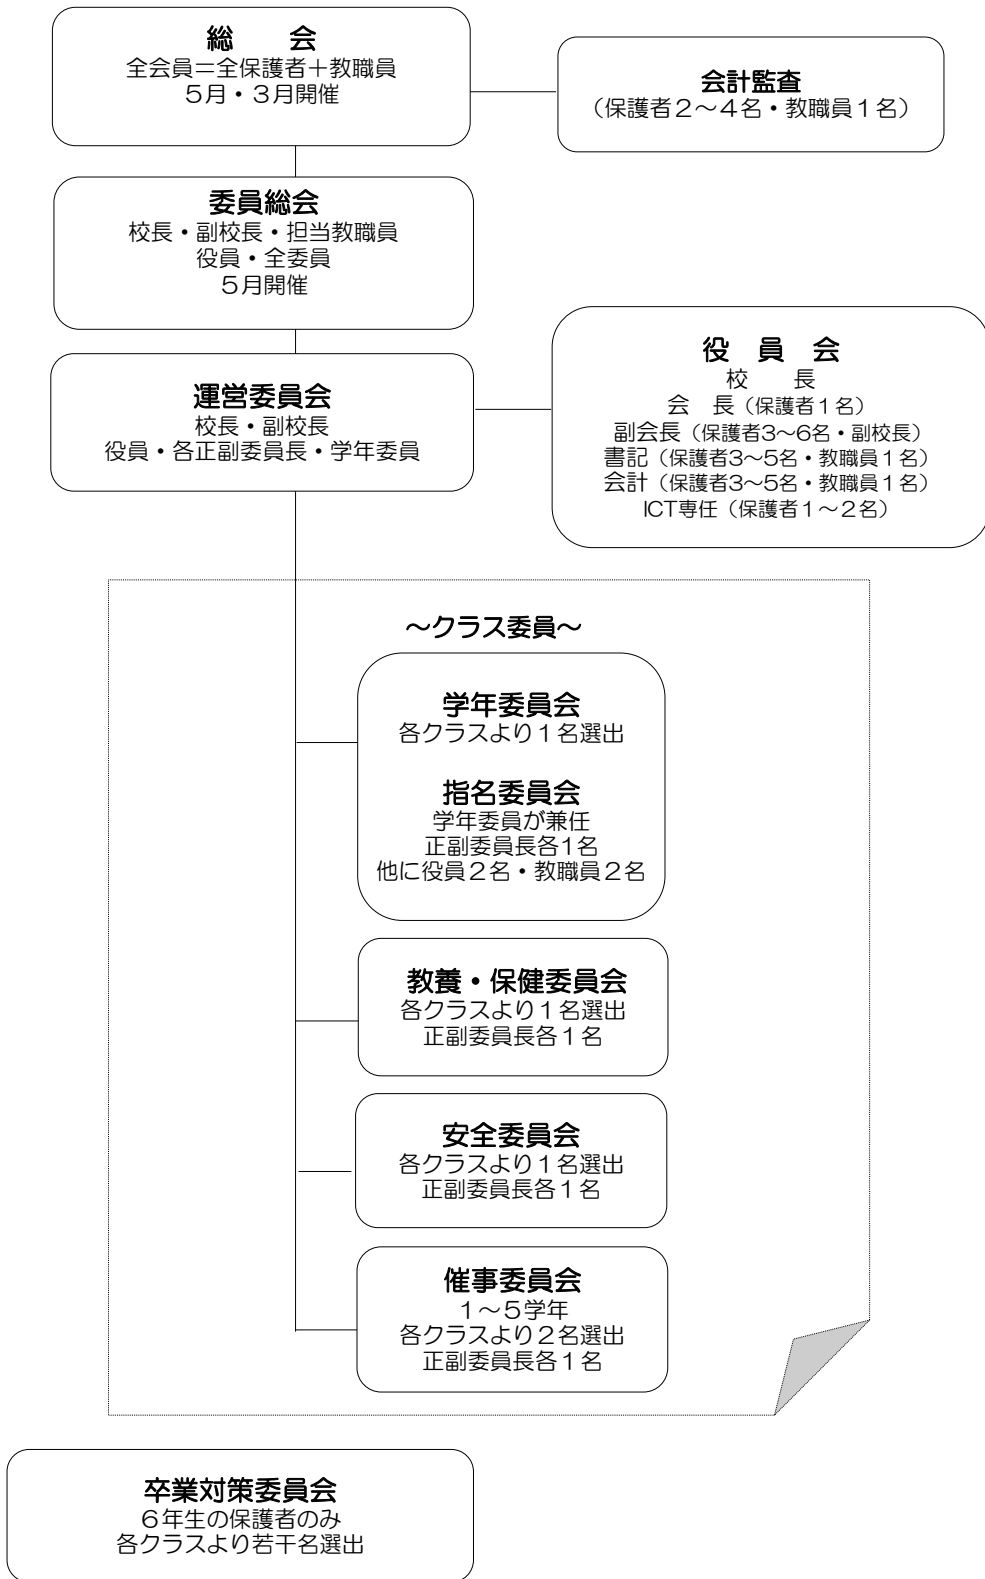 総　　会
全会員＝全保護者＋教職員
５月・３月開催
会計監査
（保護者２～４名・教職員１名）
委員総会
校長・副校長・担当教職員
役員・全委員
５月開催
運営委員会
校長・副校長
役員・各正副委員長・学年委員
役　員　会
校　　長
会　長（保護者１名）
副会長（保護者3～6名・副校長）
書記（保護者3～5名・教職員１名）
会計（保護者3～5名・教職員１名）
ICT専任（保護者１～２名）
～クラス委員～
学年委員会
各クラスより１名選出
指名委員会
学年委員が兼任
正副委員長各1名
他に役員２名・教職員２名
教養・保健委員会
各クラスより１名選出
正副委員長各１名
安全委員会
各クラスより１名選出
正副委員長各１名
催事委員会
１～５学年
各クラスより２名選出
正副委員長各１名
卒業対策委員会
６年生の保護者のみ
各クラスより若干名選出